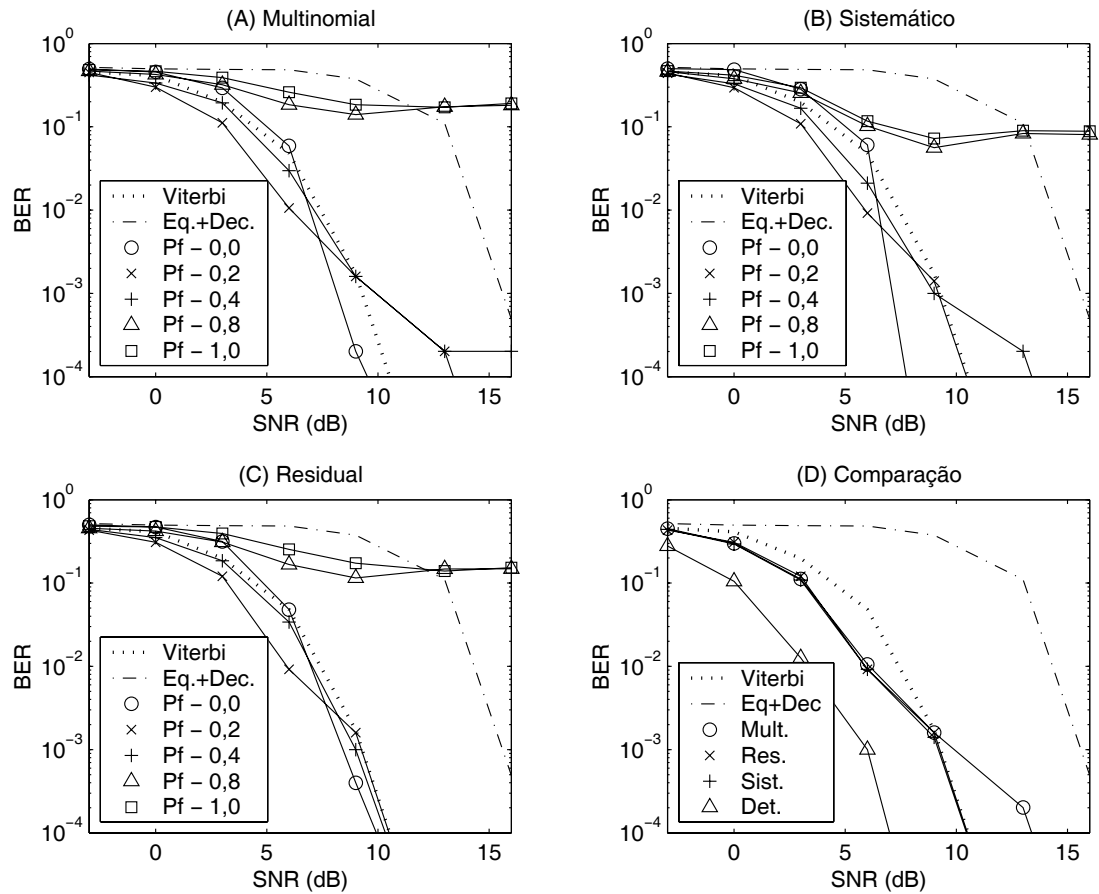 (A) Multinomial
BER
10^0
10^−1
10^−2
10^−3
10^−4
Viterbi
Eq.+Dec.
Pf − 0,0
Pf − 0,2
Pf − 0,4
Pf − 0,8
Pf − 1,0
0 5 10 15
SNR (dB)
(B) Sistemático
BER
10^0
10^−1
10^−2
10^−3
10^−4
Viterbi
Eq.+Dec.
Pf − 0,0
Pf − 0,2
Pf − 0,4
Pf − 0,8
Pf − 1,0
0 5 10 15
SNR (dB)
(C) Residual
BER
10^0
10^−1
10^−2
10^−3
10^−4
Viterbi
Eq.+Dec.
Pf − 0,0
Pf − 0,2
Pf − 0,4
Pf − 0,8
Pf − 1,0
0 5 10 15
SNR (dB)
(D) Comparação
BER
10^0
10^−1
10^−2
10^−3
10^−4
Viterbi
Eq+Dec
Mult.
Res.
Sist.
Det.
0 5 10 15
SNR (dB)